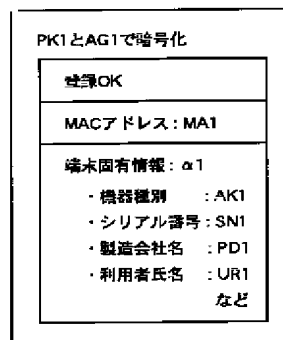 PK1とAG1で暗号化
登録OK
MACアドレス：MA1
端末固有情報：α1
・機器種別　：AK1
・シリアル番号：SN1
・製造会社名　：PD1
・利用者氏名　：UR1
など